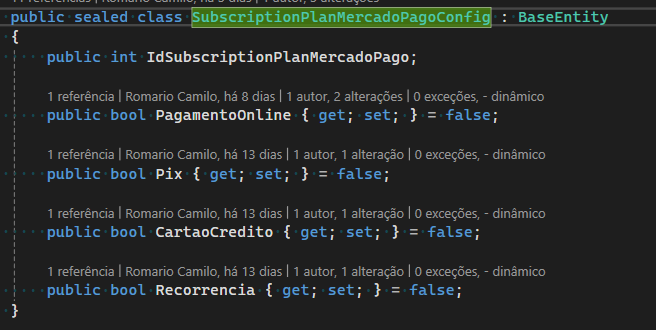 public sealed class SubscriptionPlanMercadoPagoConfig : BaseEntity
{
public int IdSubscriptionPlanMercadoPago;
1 referência | Romario Camilo, há 8 dias | 1 autor, 2 alterações | 0 exceções, - dinâmico
public bool PagamentoOnline { get; set; } = false;
1 referência | Romario Camilo, há 13 dias | 1 autor, 1 alteração | 0 exceções, - dinâmico
public bool Pix { get; set; } = false;
1 referência | Romario Camilo, há 13 dias | 1 autor, 1 alteração | 0 exceções, - dinâmico
public bool CartaoCredito { get; set; } = false;
1 referência | Romario Camilo, há 13 dias | 1 autor, 1 alteração | 0 exceções, - dinâmico
public bool Recorrencia { get; set; } = false;
}